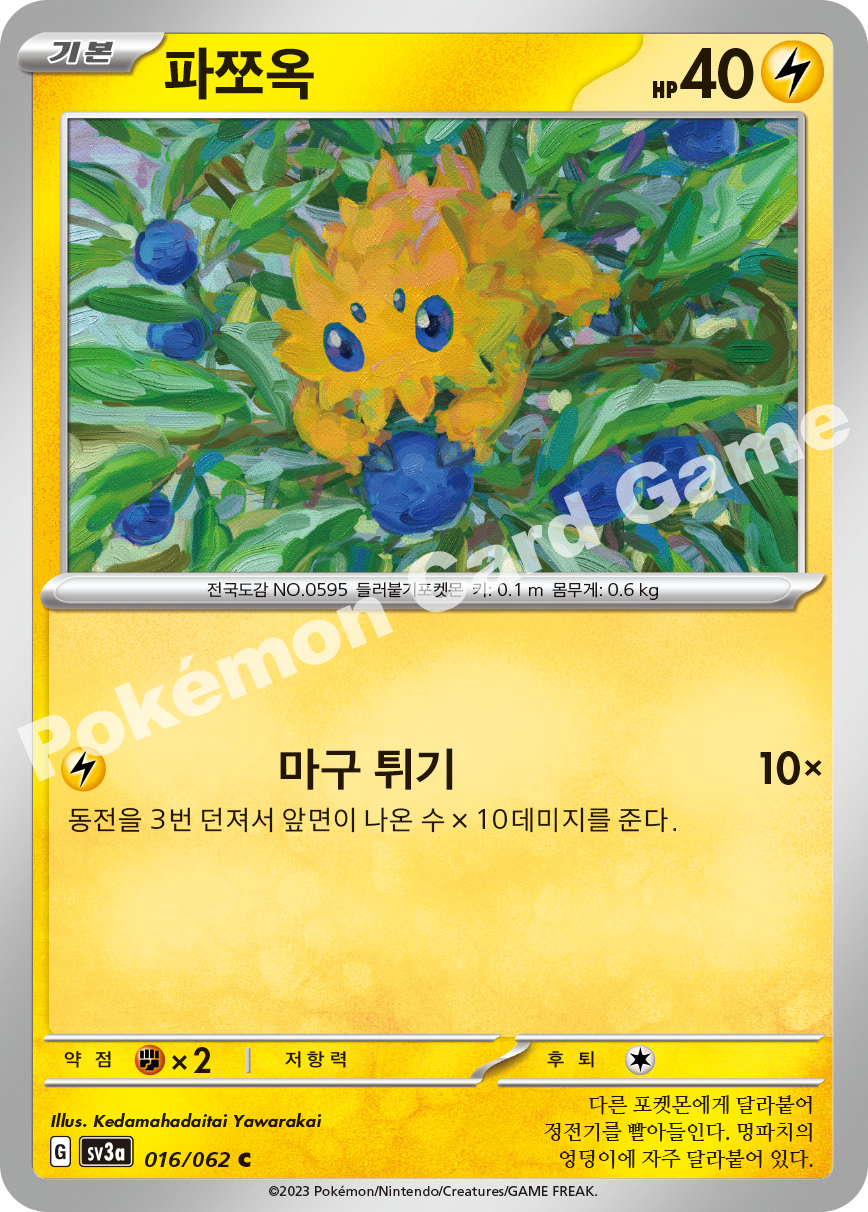 기본
파쪼옥
HP40
전국도감 NO.0595 들러붙기포켓몬 키: 0.1 m 몸무게: 0.6 kg
Pokémon Card Game
마구 튀기 10×
동전을 3번 던져서 앞면이 나온 수 × 10데미지를 준다.
약점 ×2 저항력 후퇴
Illus. Kedamahadaitai Yawarakai
다른 포켓몬에게 달라붙어
정전기를 빨아들인다. 멍파치의
엉덩이에 자주 달라붙어 있다.
G sv3a 016/062 C
©2023 Pokémon/Nintendo/Creatures/GAME FREAK.